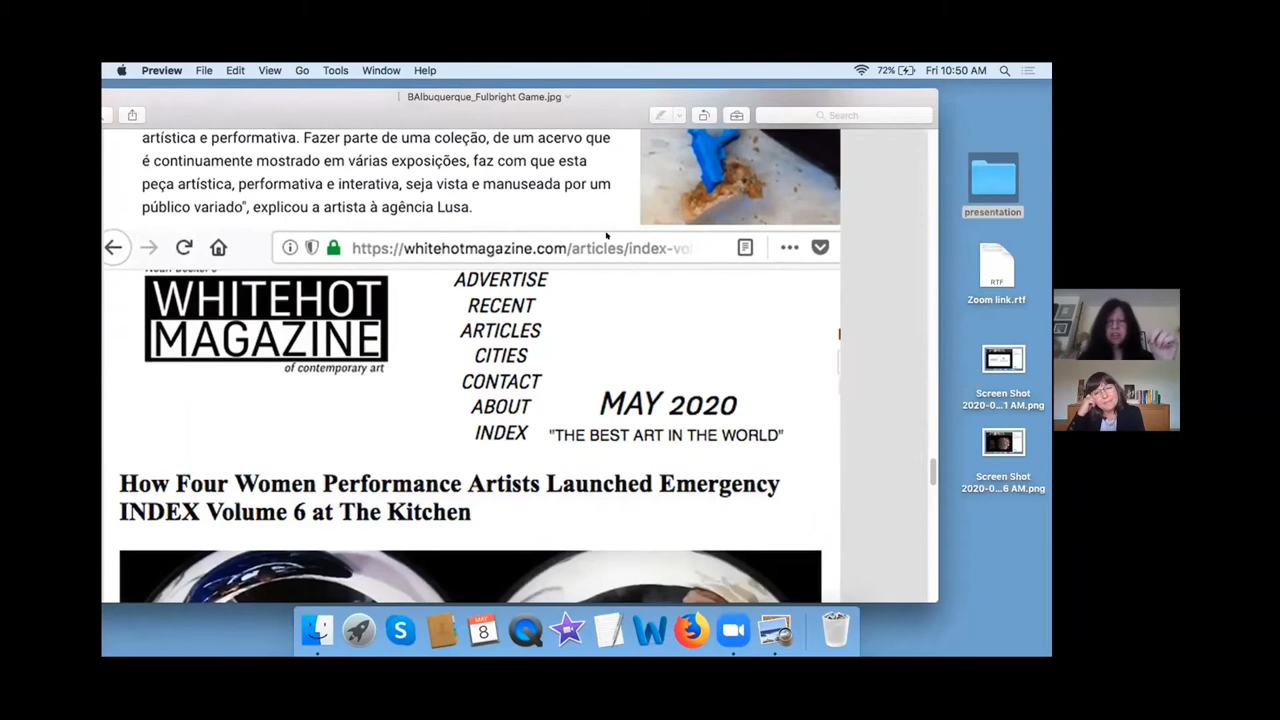 Preview File Edit View Go Tools Window Help 72% Fri 10:50 AM
BAlbuquerque_Fulbright Game.jpg
Search
artística e performativa. Fazer parte de uma coleção, de um acervo que
é continuamente mostrado em várias exposições, faz com que esta
peça artística, performativa e interativa, seja vista e manuseada por um
público variado", explicou a artista à agência Lusa.
https://whitehotmagazine.com/articles/index-vo
WHITEHOT
MAGAZINE
of contemporary art
ADVERTISE
RECENT
ARTICLES
CITIES
CONTACT
ABOUT
INDEX
MAY 2020
"THE BEST ART IN THE WORLD"
How Four Women Performance Artists Launched Emergency
INDEX Volume 6 at The Kitchen
presentation
RTF
Zoom link.rtf
Screen Shot
2020-0...1 AM.png
Screen Shot
2020-0...6 AM.png
MAY
8